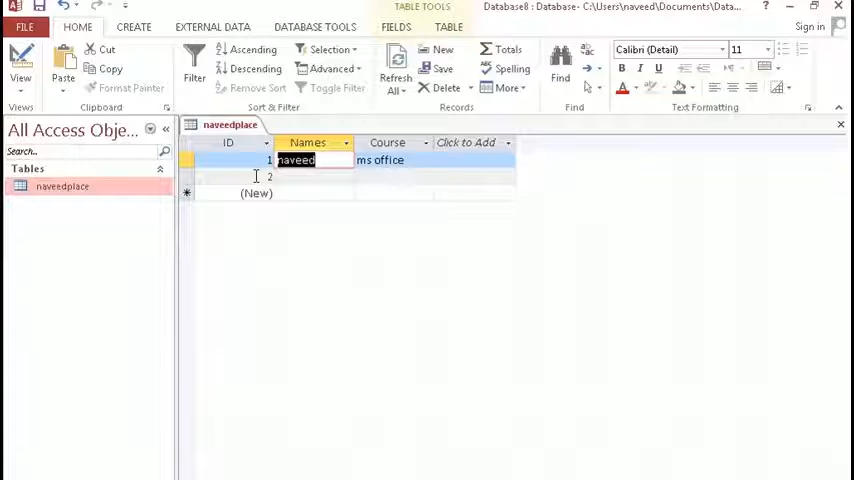 TABLE TOOLS
Database8 : Database- C:\Users\naveed\Documents\Data...
FILE HOME CREATE EXTERNAL DATA DATABASE TOOLS FIELDS TABLE Sign in
View
Views
Paste
Cut
Copy
Format Painter
Clipboard
Filter
Ascending
Descending
Remove Sort
Selection
Advanced
Toggle Filter
Sort & Filter
Refresh
All
New
Save
Delete
Totals
Spelling
More
Records
Find
Find
Calibri (Detail) 11
B I U
A
Text Formatting
All Access Obje...
Search..
Tables
naveedplace
naveedplace
ID Names Course Click to Add
1 naveed ms office
2
(New)